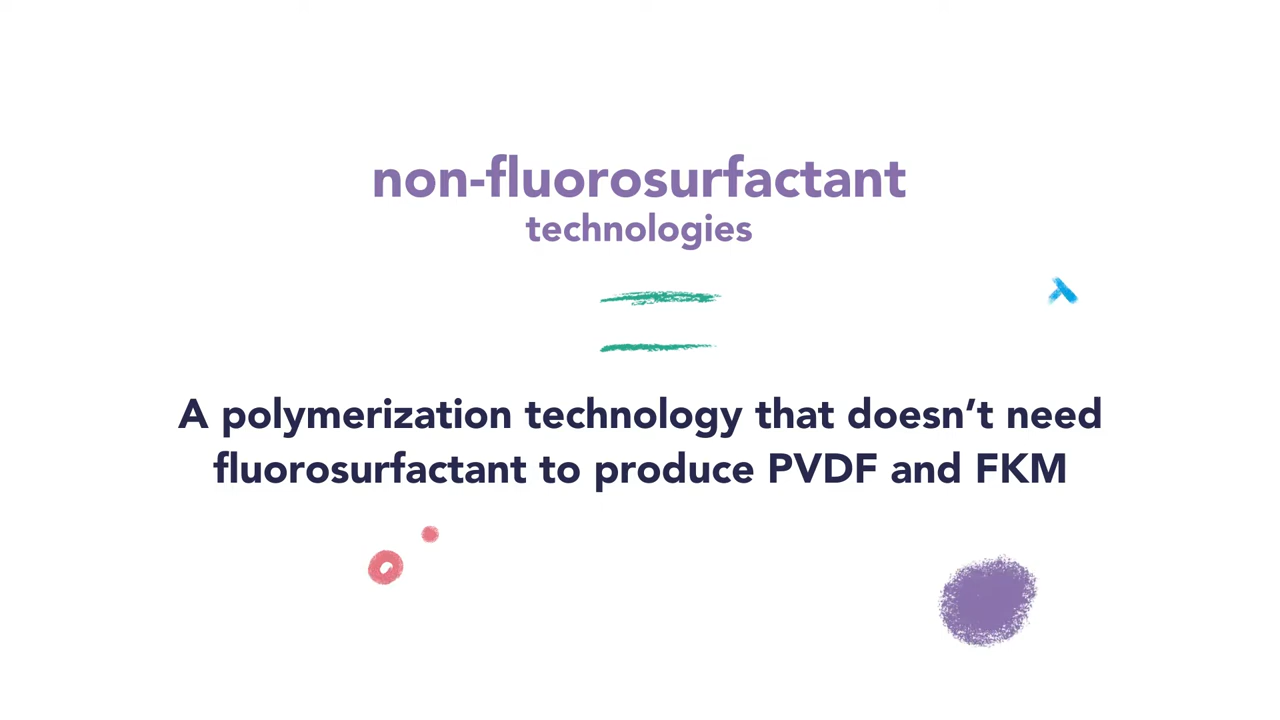 non-fluorosurfactant
technologies
A polymerization technology that doesn’t need
fluorosurfactant to produce PVDF and FKM